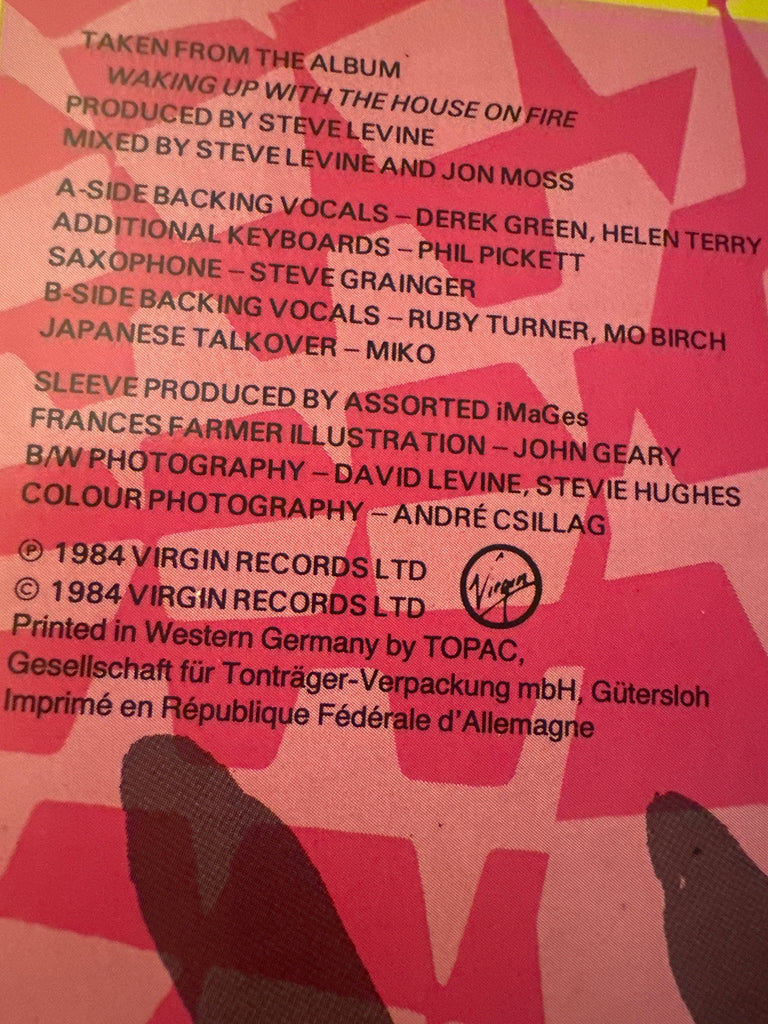 TAKEN FROM THE ALBUM
WAKING UP WITH THE HOUSE ON FIRE
PRODUCED BY STEVE LEVINE
MIXED BY STEVE LEVINE AND JON MOSS
A-SIDE BACKING VOCALS – DEREK GREEN, HELEN TERRY
ADDITIONAL KEYBOARDS – PHIL PICKETT
SAXOPHONE – STEVE GRAINGER
B-SIDE BACKING VOCALS – RUBY TURNER, MO BIRCH
JAPANESE TALKOVER – MIKO
SLEEVE PRODUCED BY ASSORTED iMaGes
FRANCES FARMER ILLUSTRATION – JOHN GEARY
B/W PHOTOGRAPHY – DAVID LEVINE, STEVIE HUGHES
COLOUR PHOTOGRAPHY – ANDRÉ CSILLAG
℗ 1984 VIRGIN RECORDS LTD
© 1984 VIRGIN RECORDS LTD
Virgin
Printed in Western Germany by TOPAC,
Gesellschaft für Tonträger-Verpackung mbH, Gütersloh
Imprimé en République Fédérale d'Allemagne